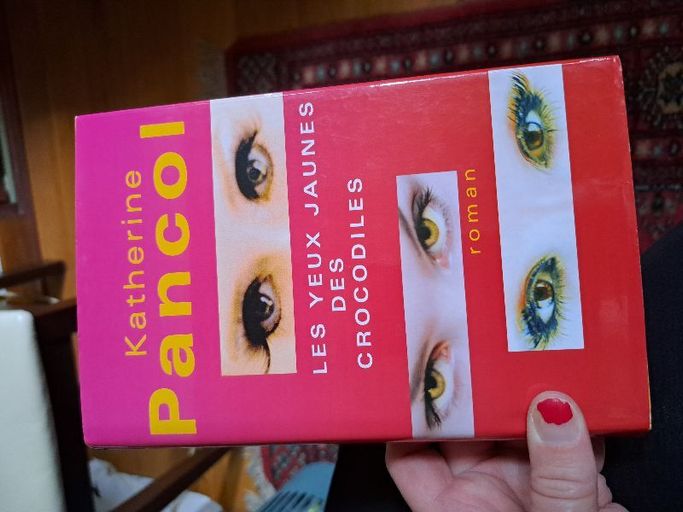 Katherine
Pancol
LES YEUX JAUNES
DES
CROCODILES
roman